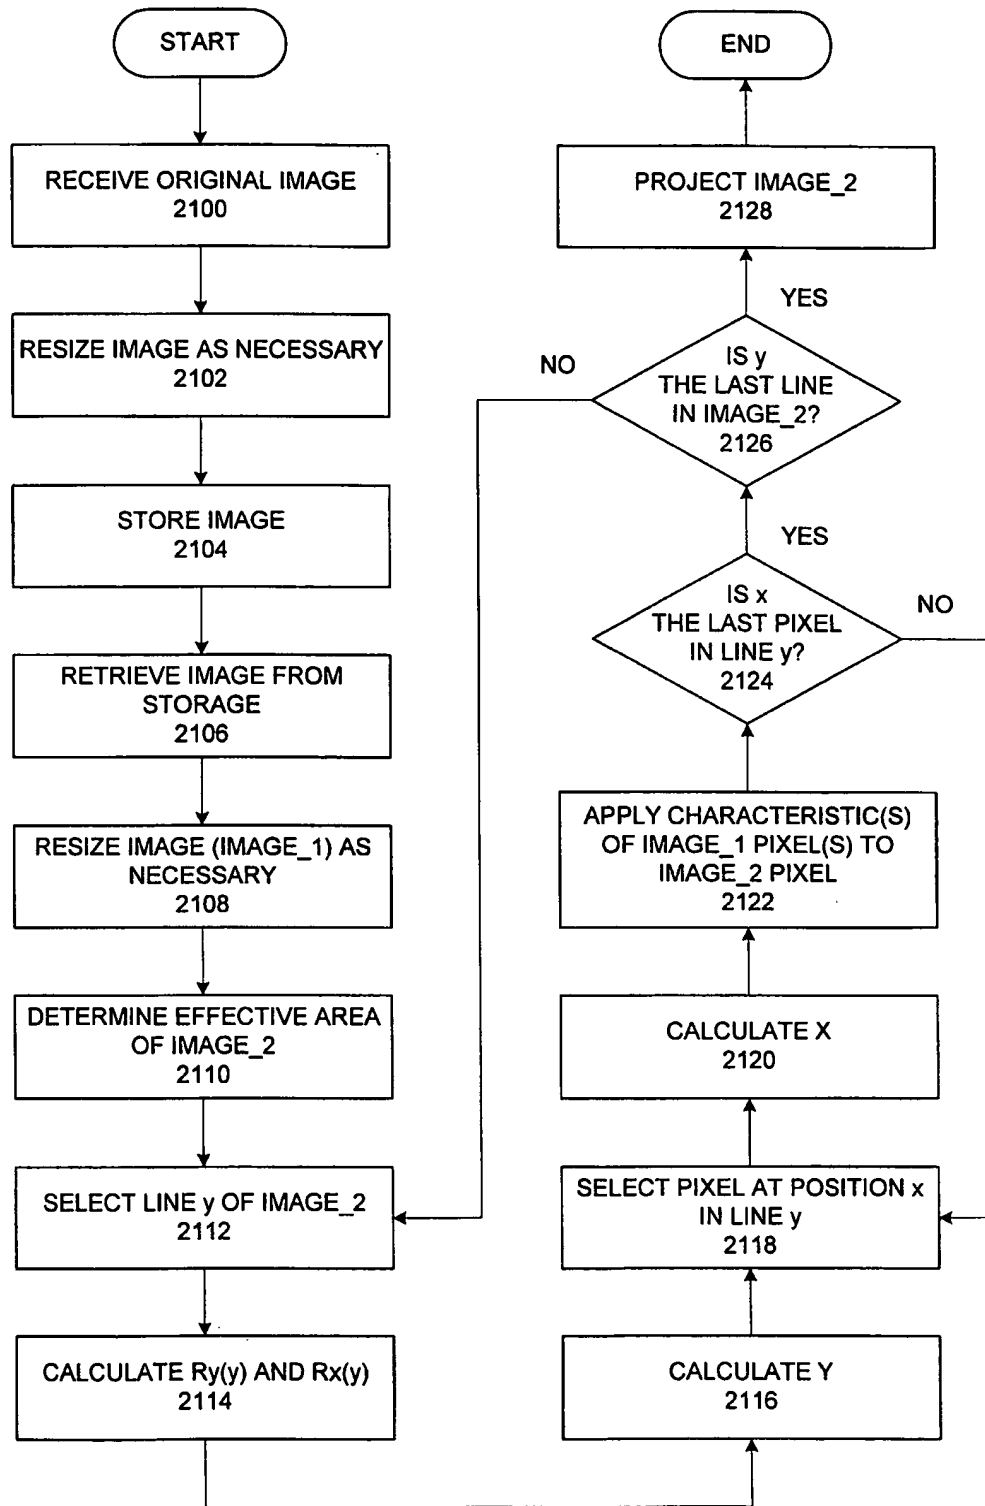 START
RECEIVE ORIGINAL IMAGE
2100
RESIZE IMAGE AS NECESSARY
2102
STORE IMAGE
2104
RETRIEVE IMAGE FROM
STORAGE
2106
RESIZE IMAGE (IMAGE_1) AS
NECESSARY
2108
DETERMINE EFFECTIVE AREA
OF IMAGE_2
2110
SELECT LINE y OF IMAGE_2
2112
CALCULATE Ry(y) AND Rx(y)
2114
CALCULATE Y
2116
SELECT PIXEL AT POSITION x
IN LINE y
2118
CALCULATE X
2120
APPLY CHARACTERISTIC(S)
OF IMAGE_1 PIXEL(S) TO
IMAGE_2 PIXEL
2122
IS x
THE LAST PIXEL
IN LINE y?
2124
NO
YES
IS y
THE LAST LINE
IN IMAGE_2?
2126
NO
YES
PROJECT IMAGE_2
2128
END